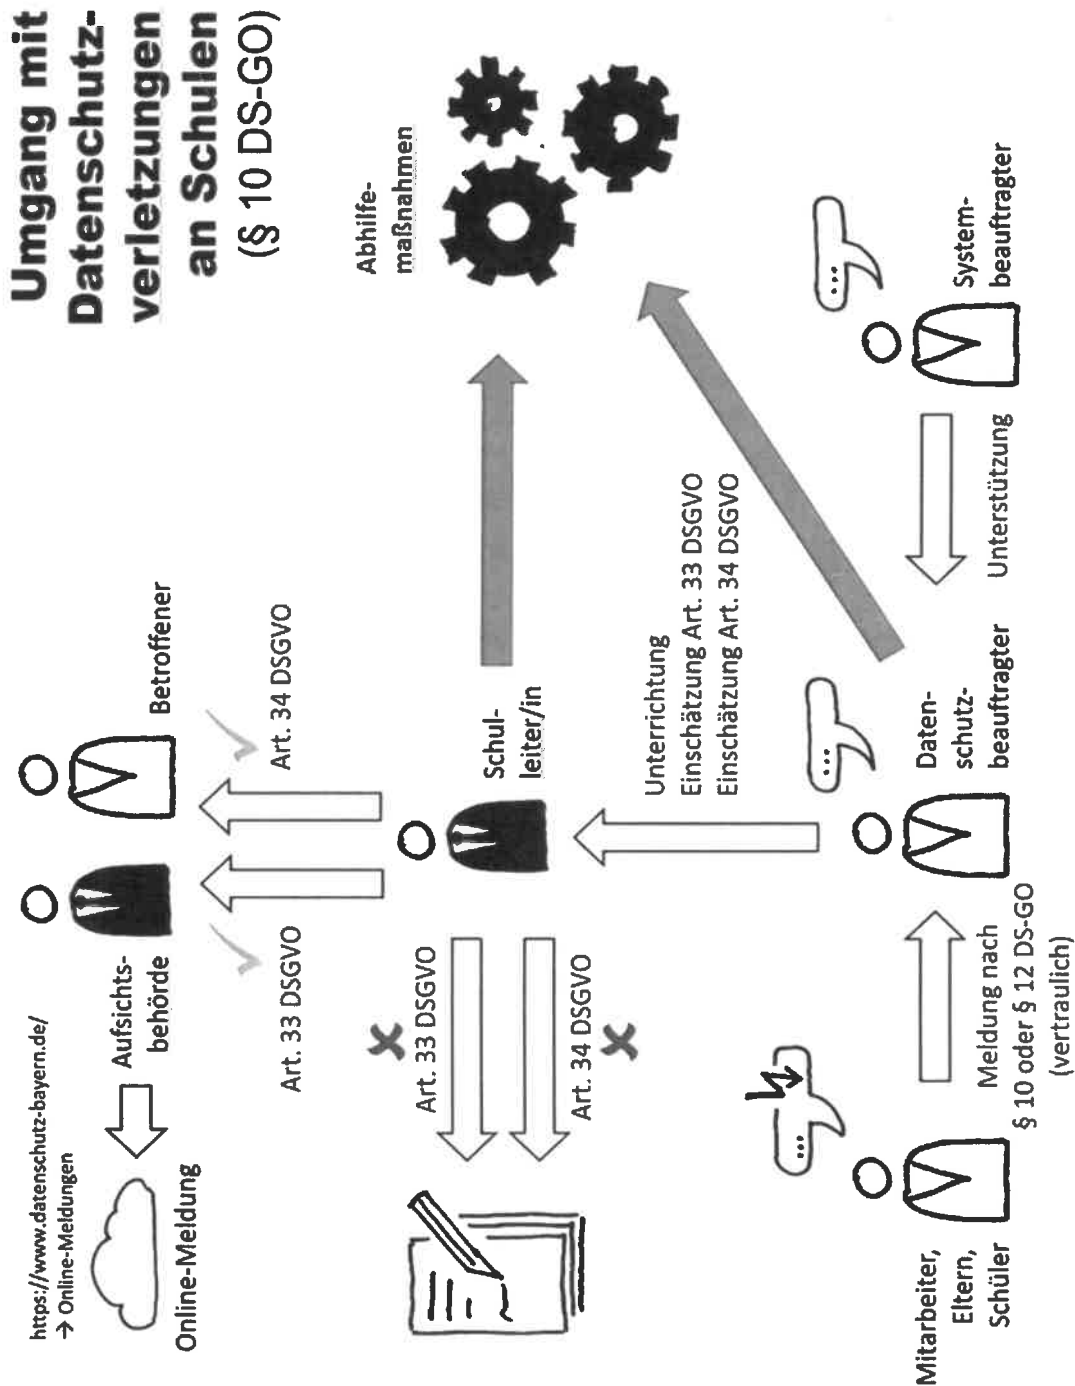 Umgang mit
Datenschutz-
verletzungen
an Schulen
(§ 10 DS-GO)
https://www.datenschutz-bayern.de/
→ Online-Meldungen
Online-Meldung
Aufsichts-
behörde
Betroffener
Art. 33 DSGVO
Art. 34 DSGVO
Art. 33 DSGVO
Art. 34 DSGVO
Schul-
leiter/in
Abhilfe-
maßnahmen
Unterrichtung
Einschätzung Art. 33 DSGVO
Einschätzung Art. 34 DSGVO
...
...
...
Mitarbeiter,
Eltern,
Schüler
Meldung nach
§ 10 oder § 12 DS-GO
(vertraulich)
Daten-
schutz-
beauftragter
Unterstützung
System-
beauftragter